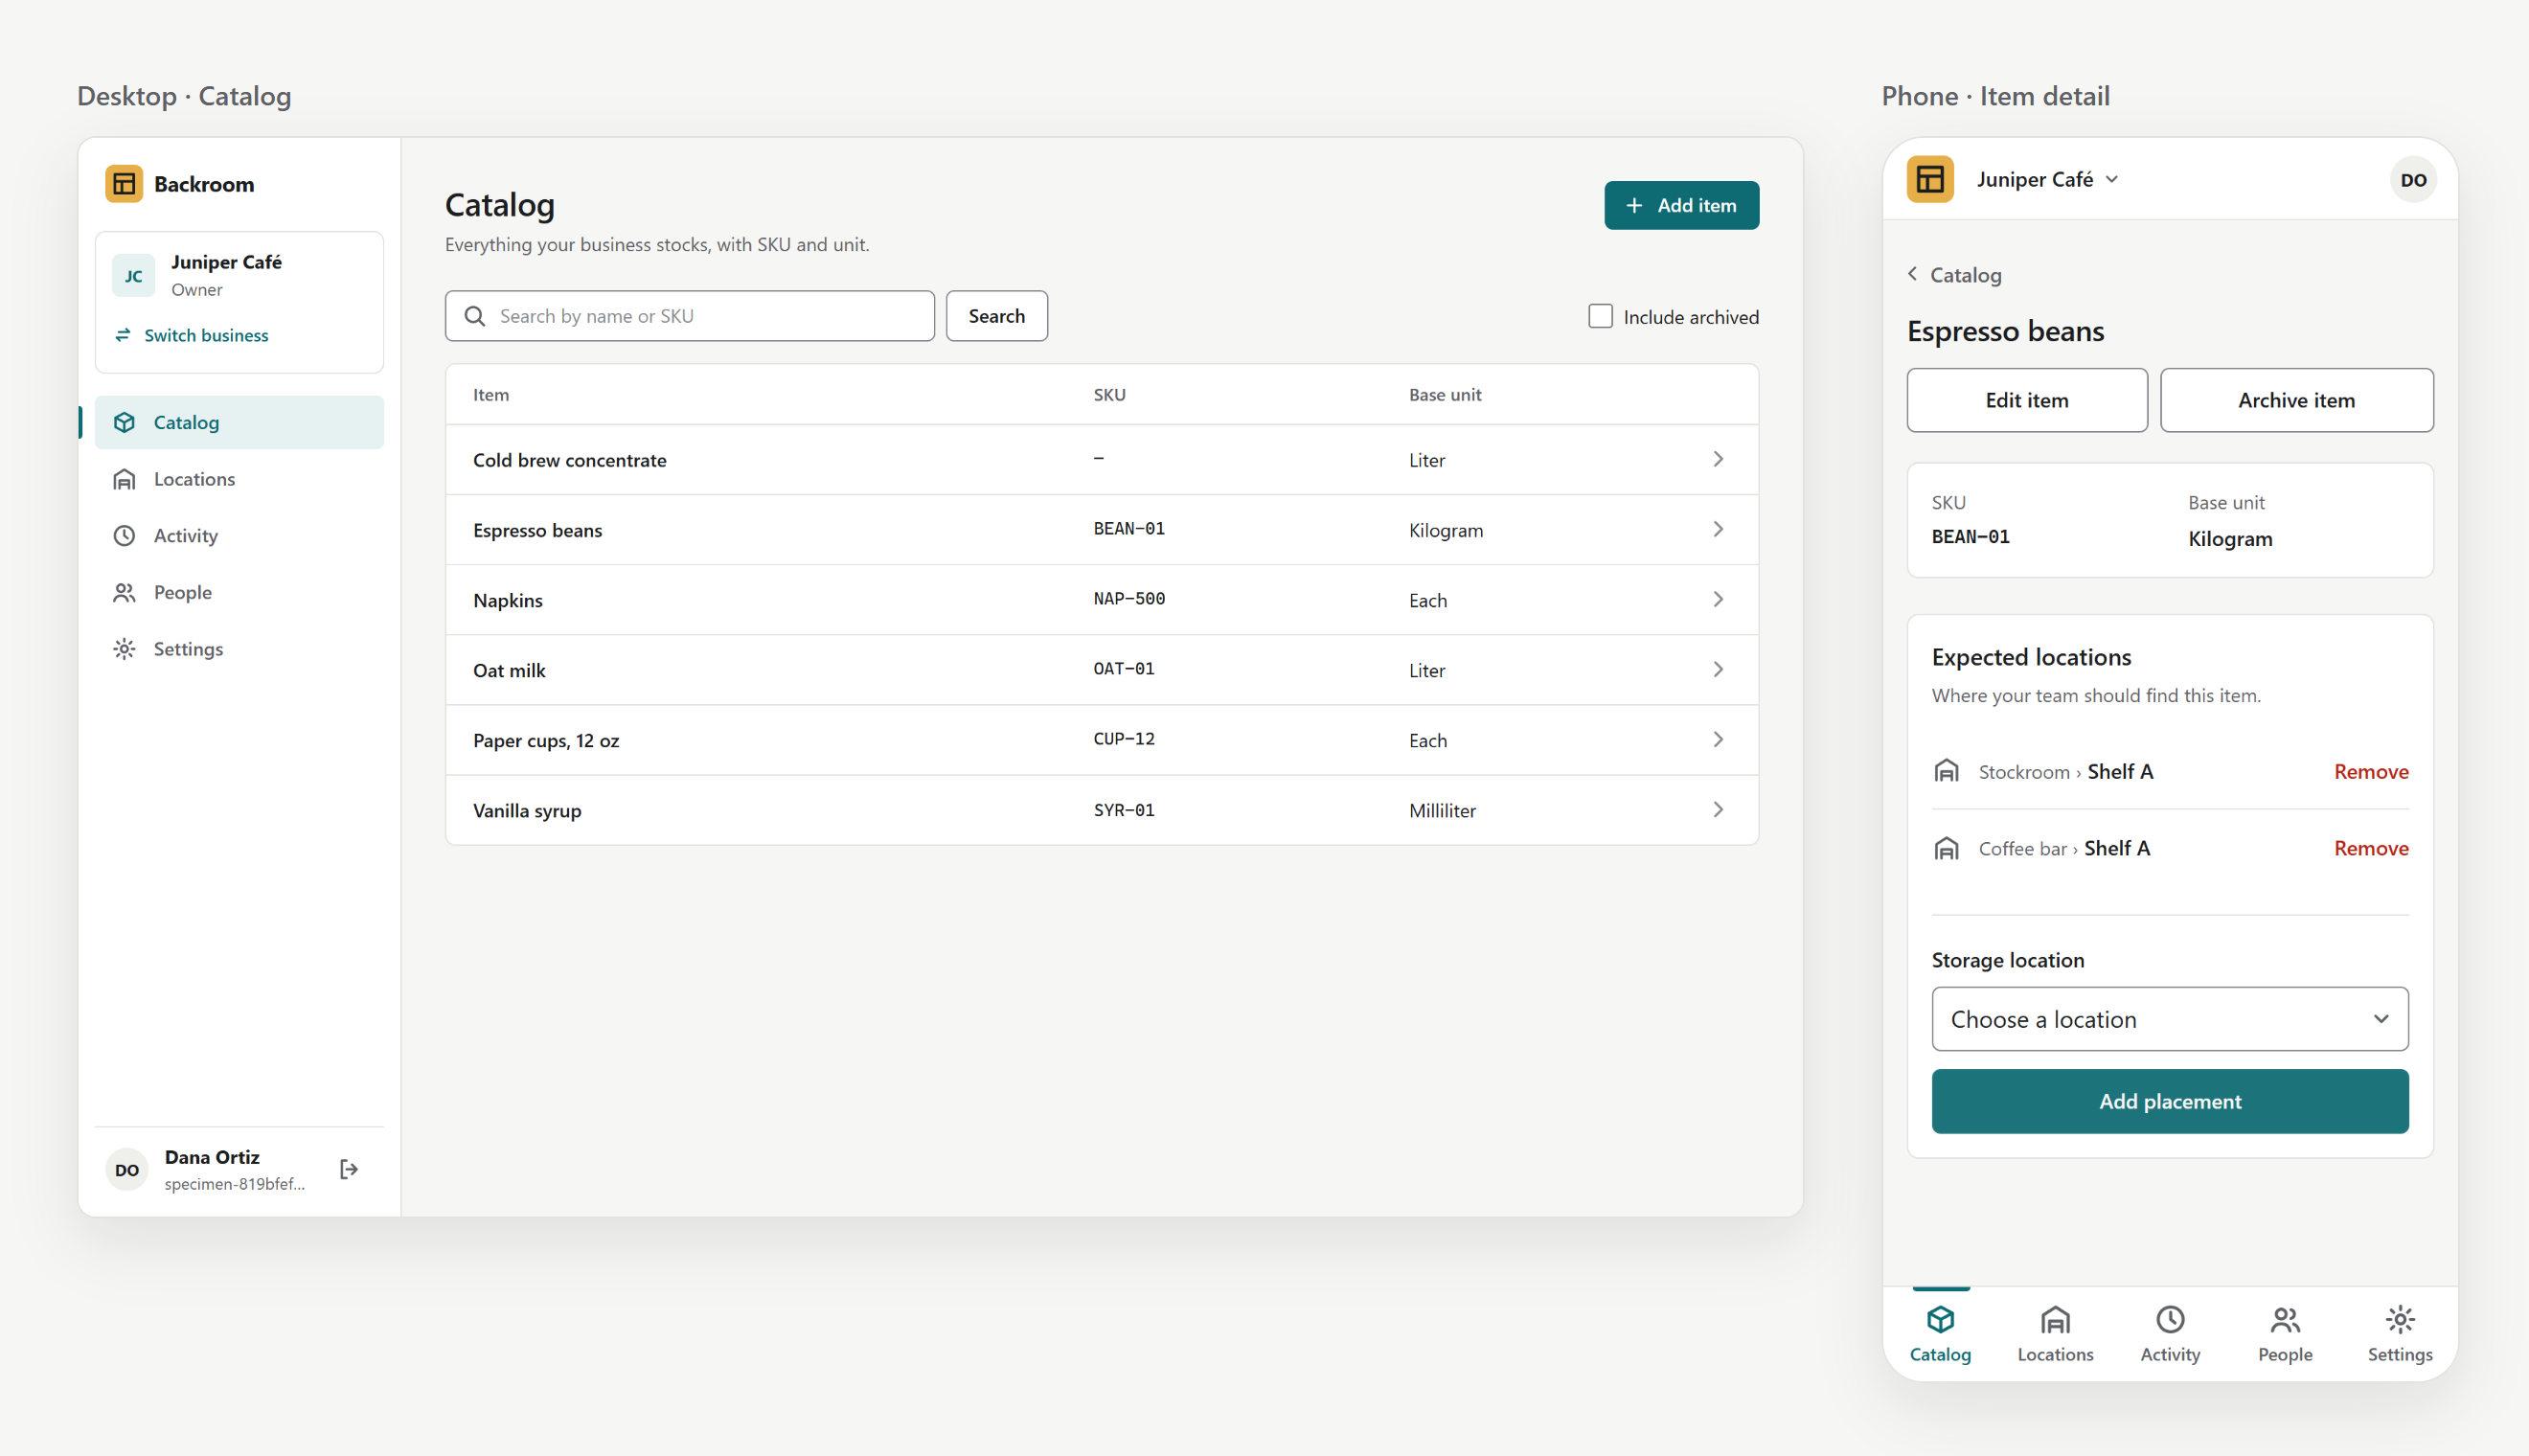 Desktop · Catalog
Backroom
JC
Juniper Café
Owner
Switch business
Catalog
Locations
Activity
People
Settings
DO
Dana Ortiz
specimen-819bfef...
Catalog
Everything your business stocks, with SKU and unit.
Add item
Search by name or SKU
Search
Include archived
Item SKU Base unit
Cold brew concentrate – Liter
Espresso beans BEAN-01 Kilogram
Napkins NAP-500 Each
Oat milk OAT-01 Liter
Paper cups, 12 oz CUP-12 Each
Vanilla syrup SYR-01 Milliliter
Phone · Item detail
Juniper Café
DO
Catalog
Espresso beans
Edit item
Archive item
SKU Base unit
BEAN-01 Kilogram
Expected locations
Where your team should find this item.
Stockroom › Shelf A Remove
Coffee bar › Shelf A Remove
Storage location
Choose a location
Add placement
Catalog Locations Activity People Settings